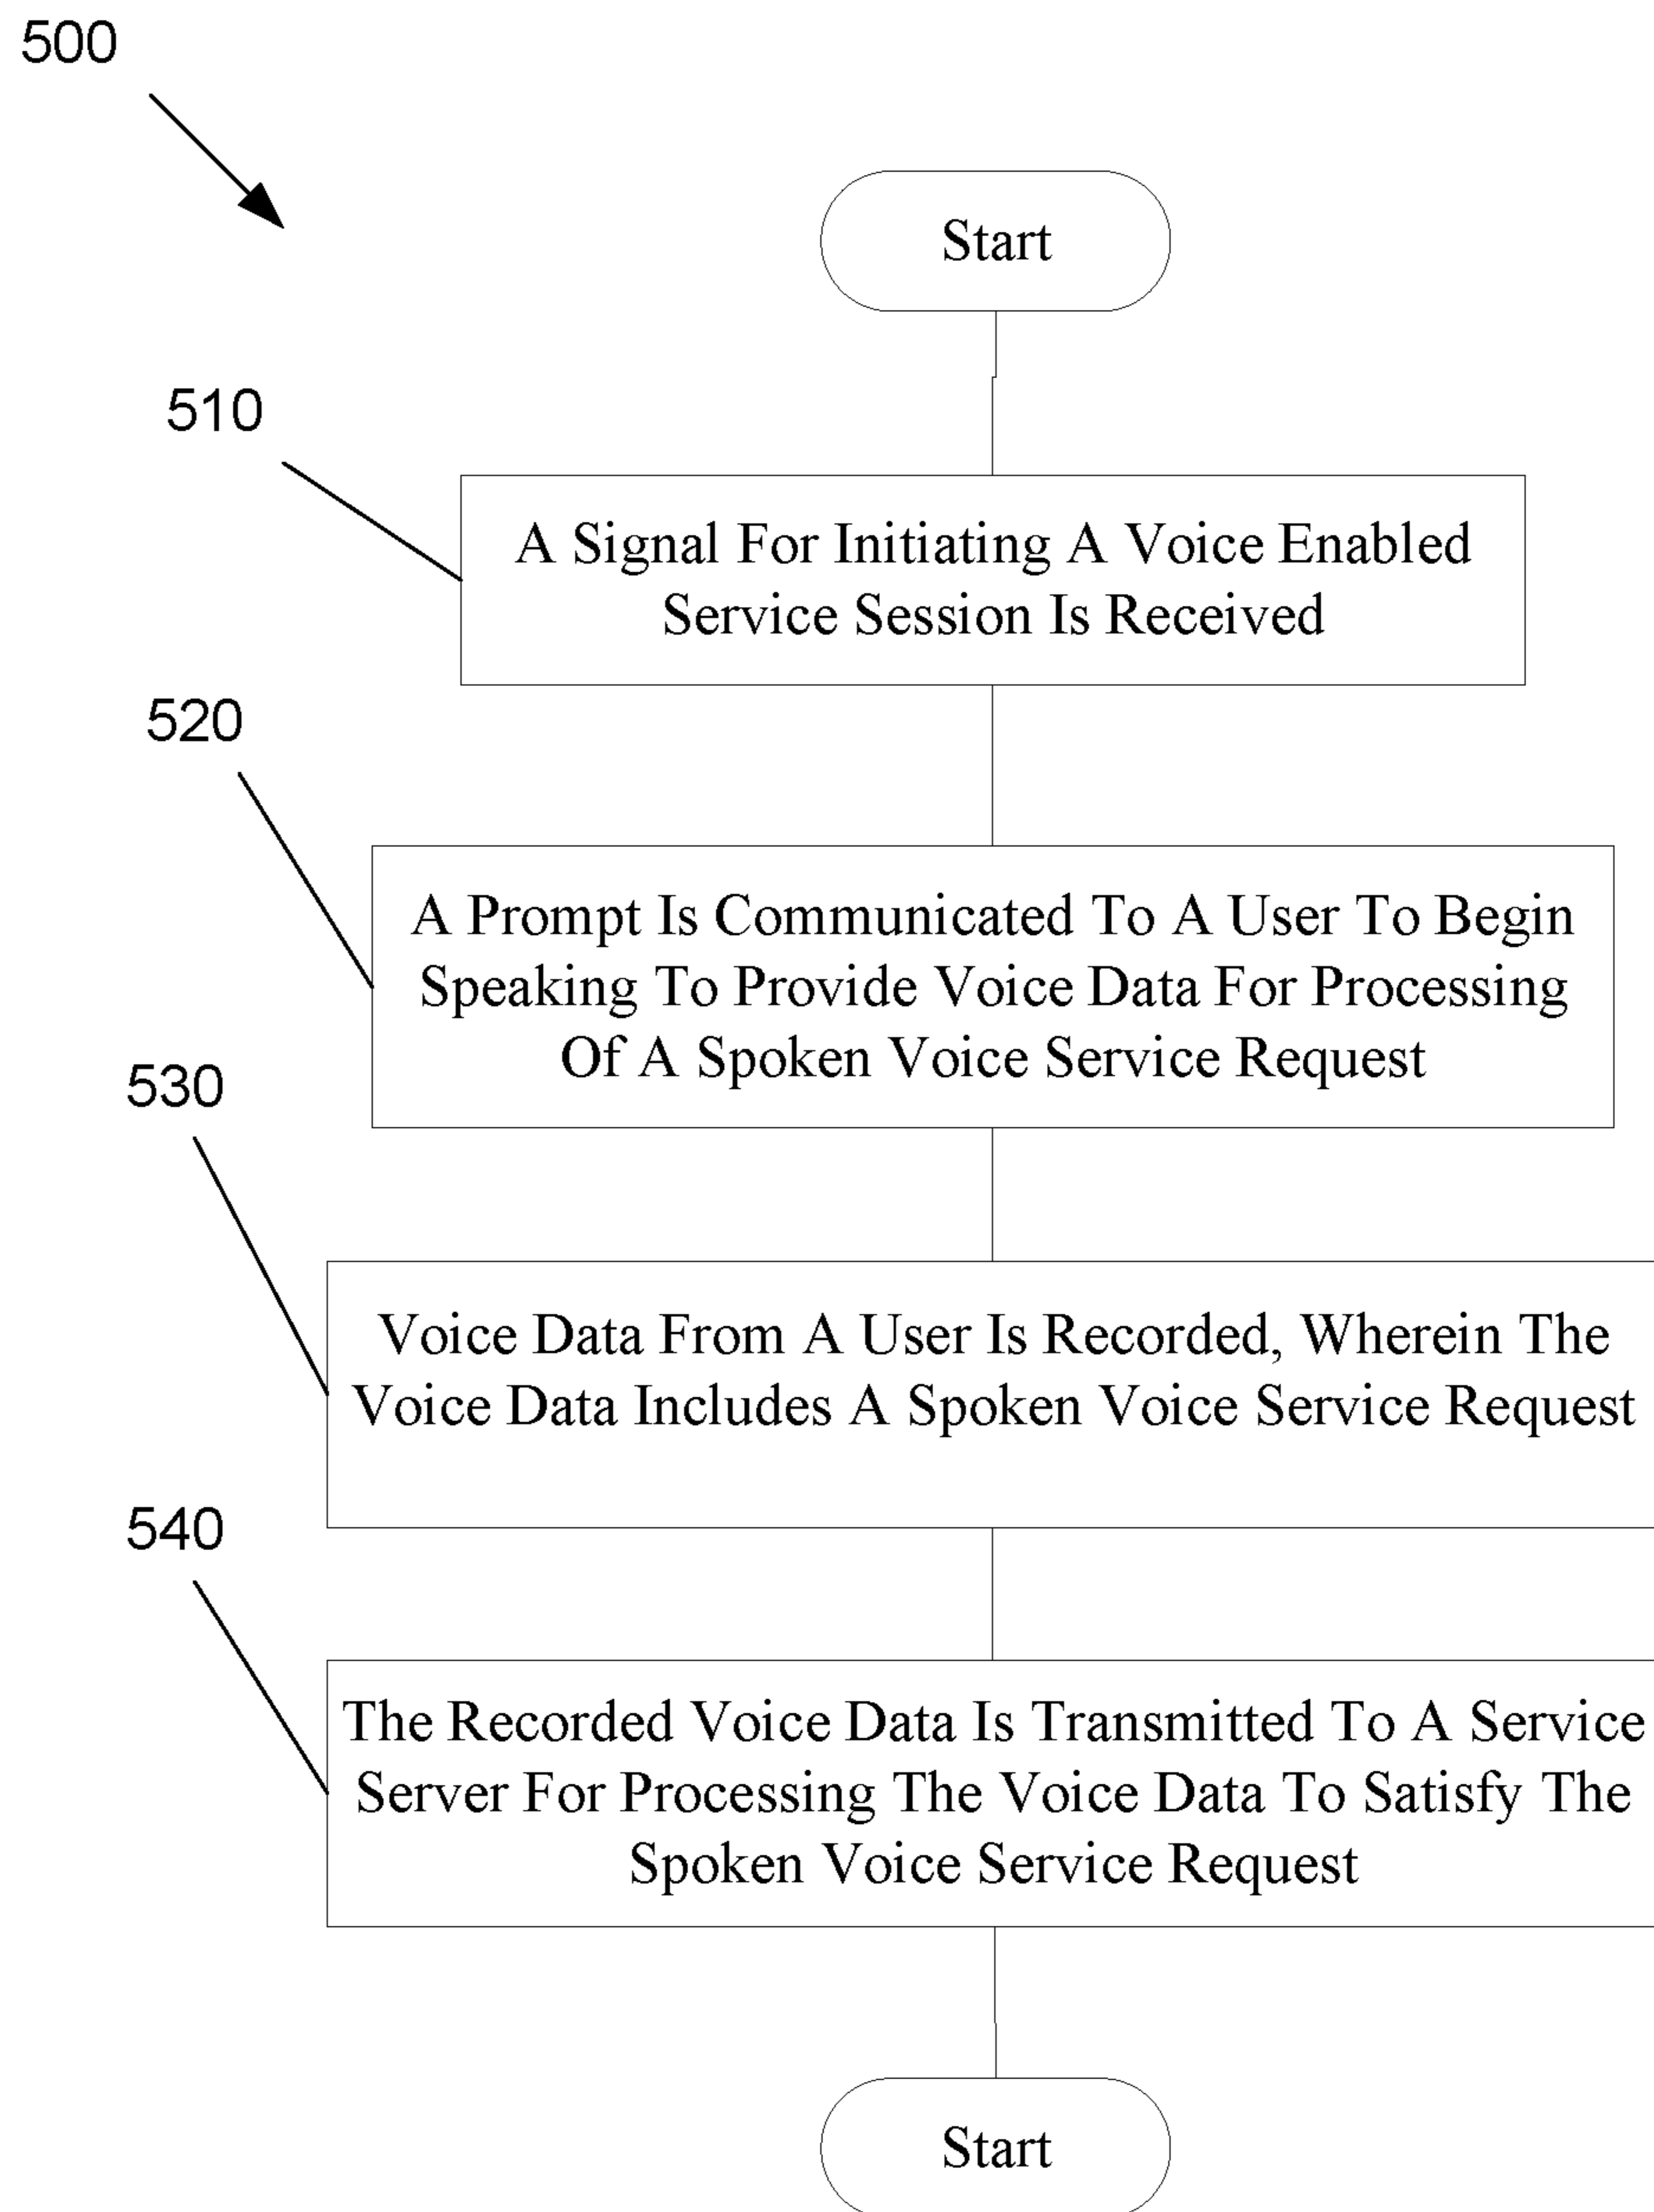 500
Start
510
A Signal For Initiating A Voice Enabled
Service Session Is Received
520
A Prompt Is Communicated To A User To Begin
Speaking To Provide Voice Data For Processing
Of A Spoken Voice Service Request
530
Voice Data From A User Is Recorded, Wherein The
Voice Data Includes A Spoken Voice Service Request
540
The Recorded Voice Data Is Transmitted To A Service
Server For Processing The Voice Data To Satisfy The
Spoken Voice Service Request
Start